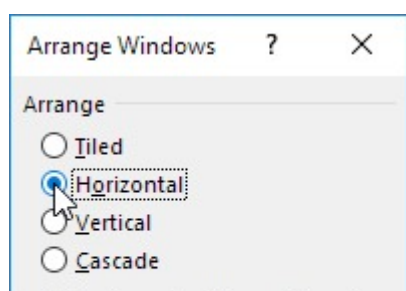 Arrange Windows ?
Arrange
Tiled
Horizontal
Vertical
Cascade